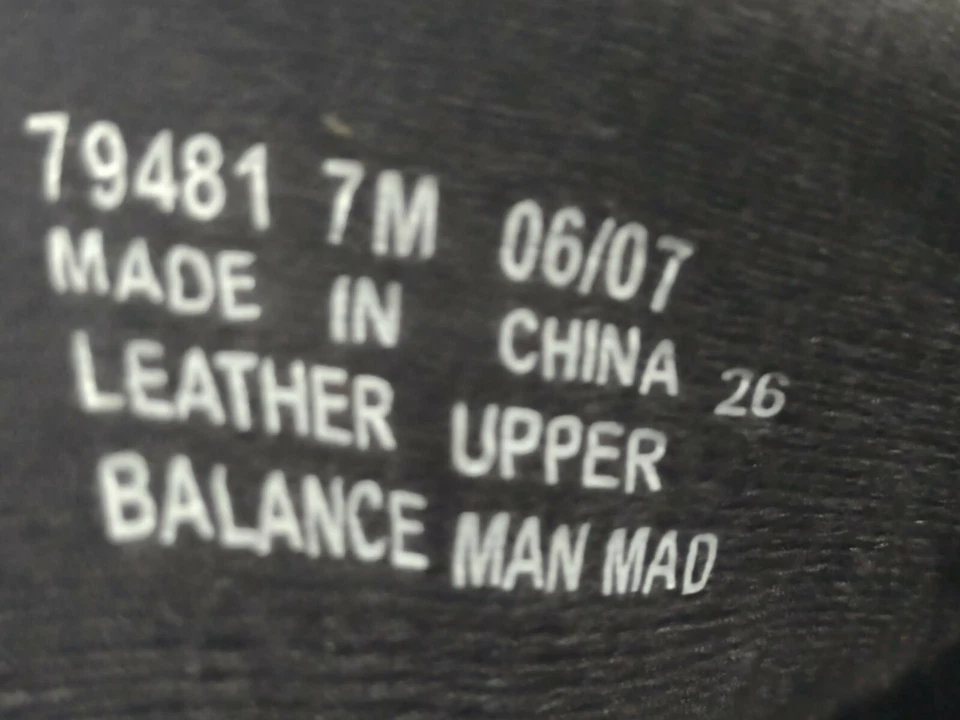 79481 7M 06/07
MADE IN CHINA 26
LEATHER UPPER
BALANCE MAN MAD